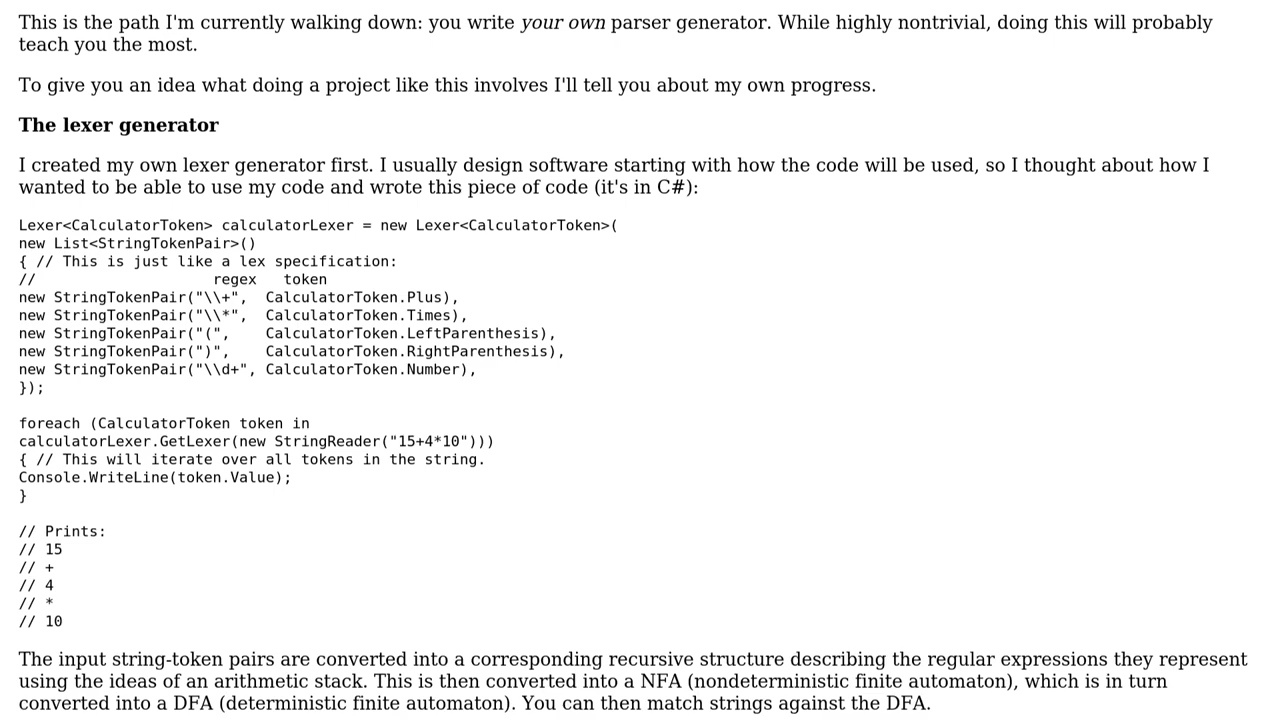 This is the path I'm currently walking down: you write your own parser generator. While highly nontrivial, doing this will probably
teach you the most.
To give you an idea what doing a project like this involves I'll tell you about my own progress.
The lexer generator
I created my own lexer generator first. I usually design software starting with how the code will be used, so I thought about how I
wanted to be able to use my code and wrote this piece of code (it's in C#):
Lexer<CalculatorToken> calculatorLexer = new Lexer<CalculatorToken>(
new List<StringTokenPair>()
{ // This is just like a lex specification:
//                    regex   token
new StringTokenPair("\\+",  CalculatorToken.Plus),
new StringTokenPair("\\*",  CalculatorToken.Times),
new StringTokenPair("(",    CalculatorToken.LeftParenthesis),
new StringTokenPair(")",    CalculatorToken.RightParenthesis),
new StringTokenPair("\\d+", CalculatorToken.Number),
});
foreach (CalculatorToken token in
calculatorLexer.GetLexer(new StringReader("15+4*10")))
{ // This will iterate over all tokens in the string.
Console.WriteLine(token.Value);
}
// Prints:
// 15
// +
// 4
// *
// 10
The input string-token pairs are converted into a corresponding recursive structure describing the regular expressions they represent
using the ideas of an arithmetic stack. This is then converted into a NFA (nondeterministic finite automaton), which is in turn
converted into a DFA (deterministic finite automaton). You can then match strings against the DFA.